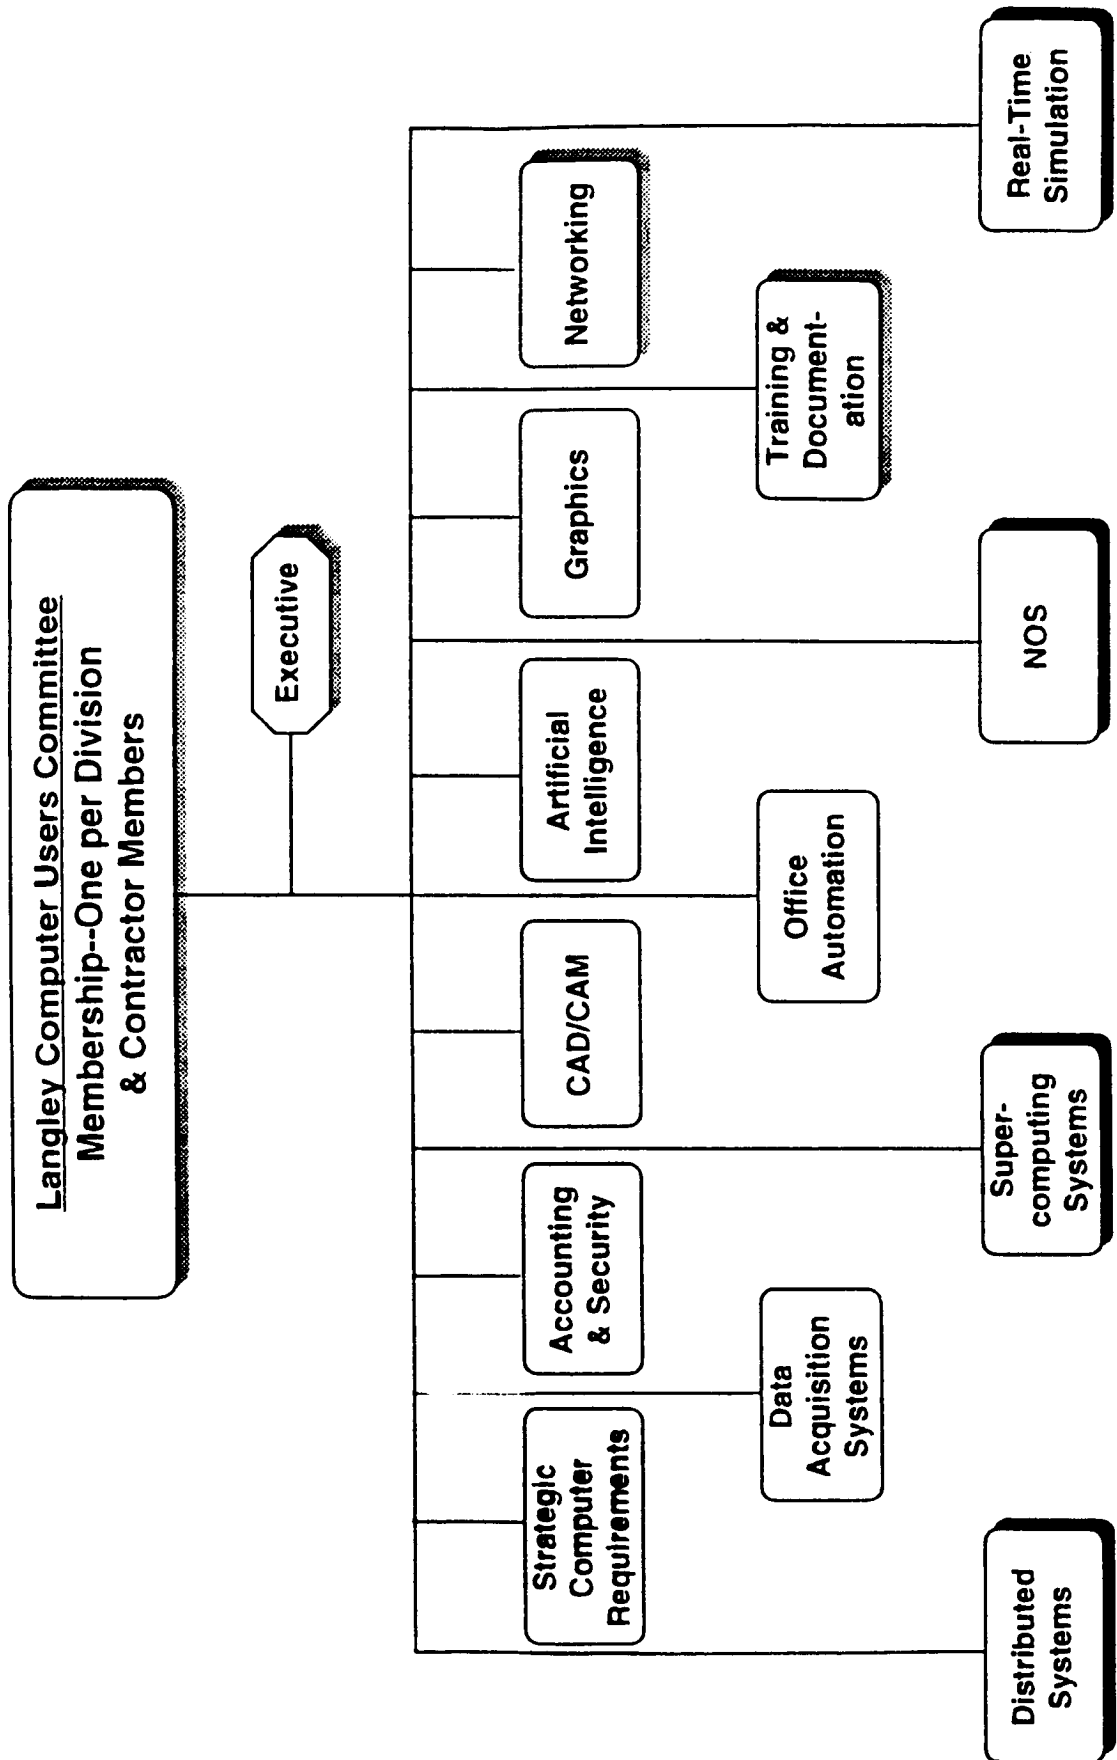 Langley Computer Users Committee
Membership--One per Division
& Contractor Members
Executive
Strategic
Computer
Requirements
Accounting
& Security
CAD/CAM
Artificial
Intelligence
Graphics
Networking
Data
Acquisition
Systems
Office
Automation
Training &
Document-
ation
Distributed
Systems
Super-
computing
Systems
NOS
Real-Time
Simulation